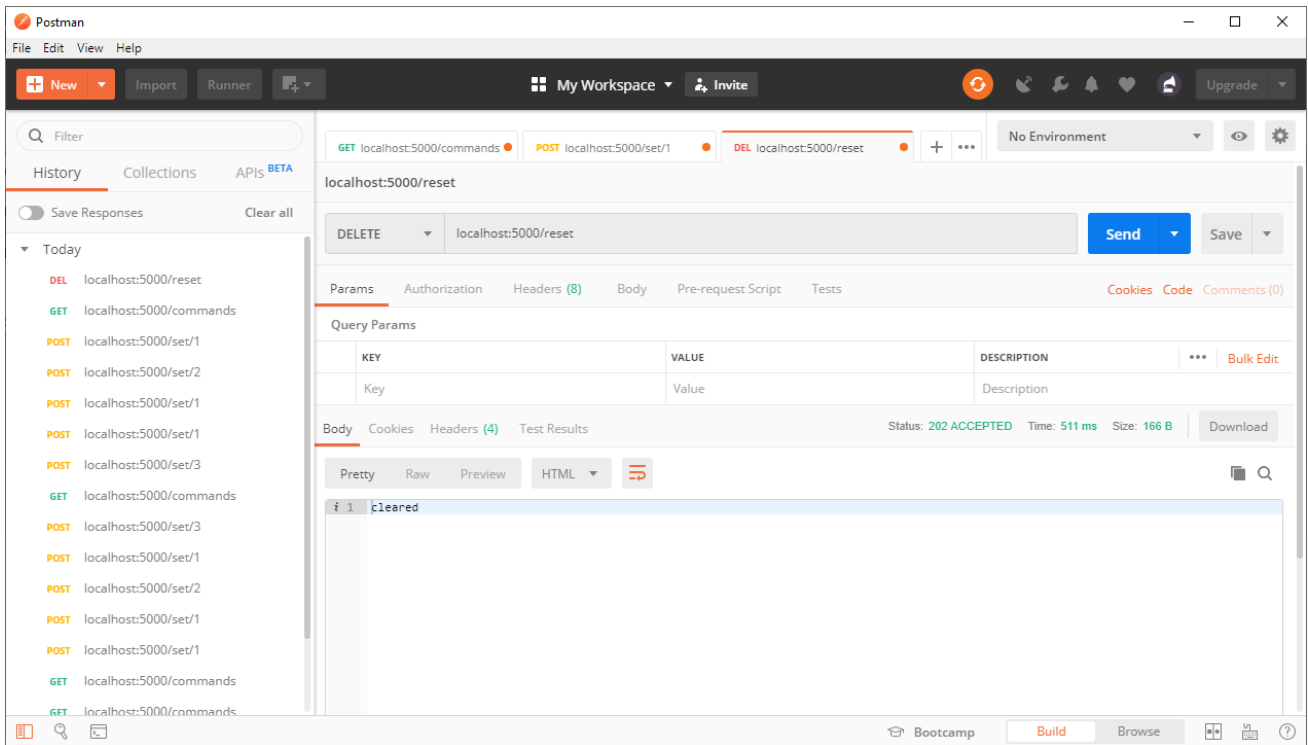 Postman
File Edit View Help
New Import Runner My Workspace Invite Upgrade
Filter
History Collections APIs BETA
Save Responses Clear all
Today
DEL localhost:5000/reset
GET localhost:5000/commands
POST localhost:5000/set/1
POST localhost:5000/set/2
POST localhost:5000/set/1
POST localhost:5000/set/1
POST localhost:5000/set/3
GET localhost:5000/commands
POST localhost:5000/set/3
POST localhost:5000/set/1
POST localhost:5000/set/2
POST localhost:5000/set/1
POST localhost:5000/set/1
GET localhost:5000/commands
GET localhost:5000/commands
GET localhost:5000/commands POST localhost:5000/set/1 DEL localhost:5000/reset + ••• No Environment
localhost:5000/reset
DELETE localhost:5000/reset Send Save
Params Authorization Headers (8) Body Pre-request Script Tests Cookies Code Comments (0)
Query Params
KEY VALUE DESCRIPTION ••• Bulk Edit
Key Value Description
Body Cookies Headers (4) Test Results Status: 202 ACCEPTED Time: 511 ms Size: 166 B Download
Pretty Raw Preview HTML
i 1 cleared
Bootcamp Build Browse ?